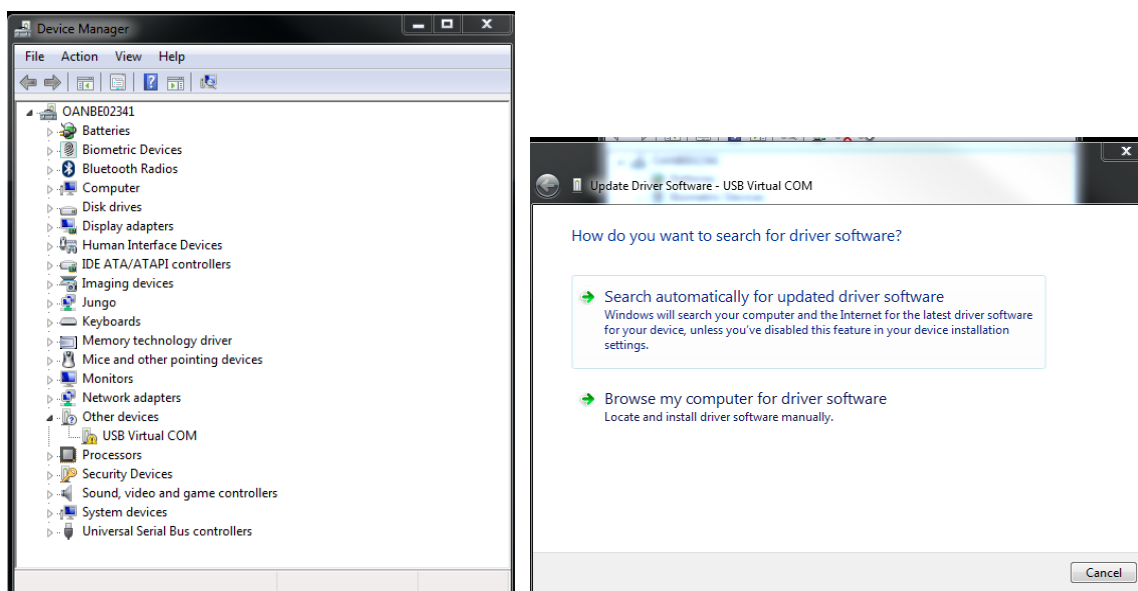 Device Manager
File Action View Help
OANBE02341
Batteries
Biometric Devices
Bluetooth Radios
Computer
Disk drives
Display adapters
Human Interface Devices
IDE ATA/ATAPI controllers
Imaging devices
Jungo
Keyboards
Memory technology driver
Mice and other pointing devices
Monitors
Network adapters
Other devices
USB Virtual COM
Processors
Security Devices
Sound, video and game controllers
System devices
Universal Serial Bus controllers
Update Driver Software - USB Virtual COM
How do you want to search for driver software?
Search automatically for updated driver software
Windows will search your computer and the Internet for the latest driver software
for your device, unless you've disabled this feature in your device installation
settings.
Browse my computer for driver software
Locate and install driver software manually.
Cancel